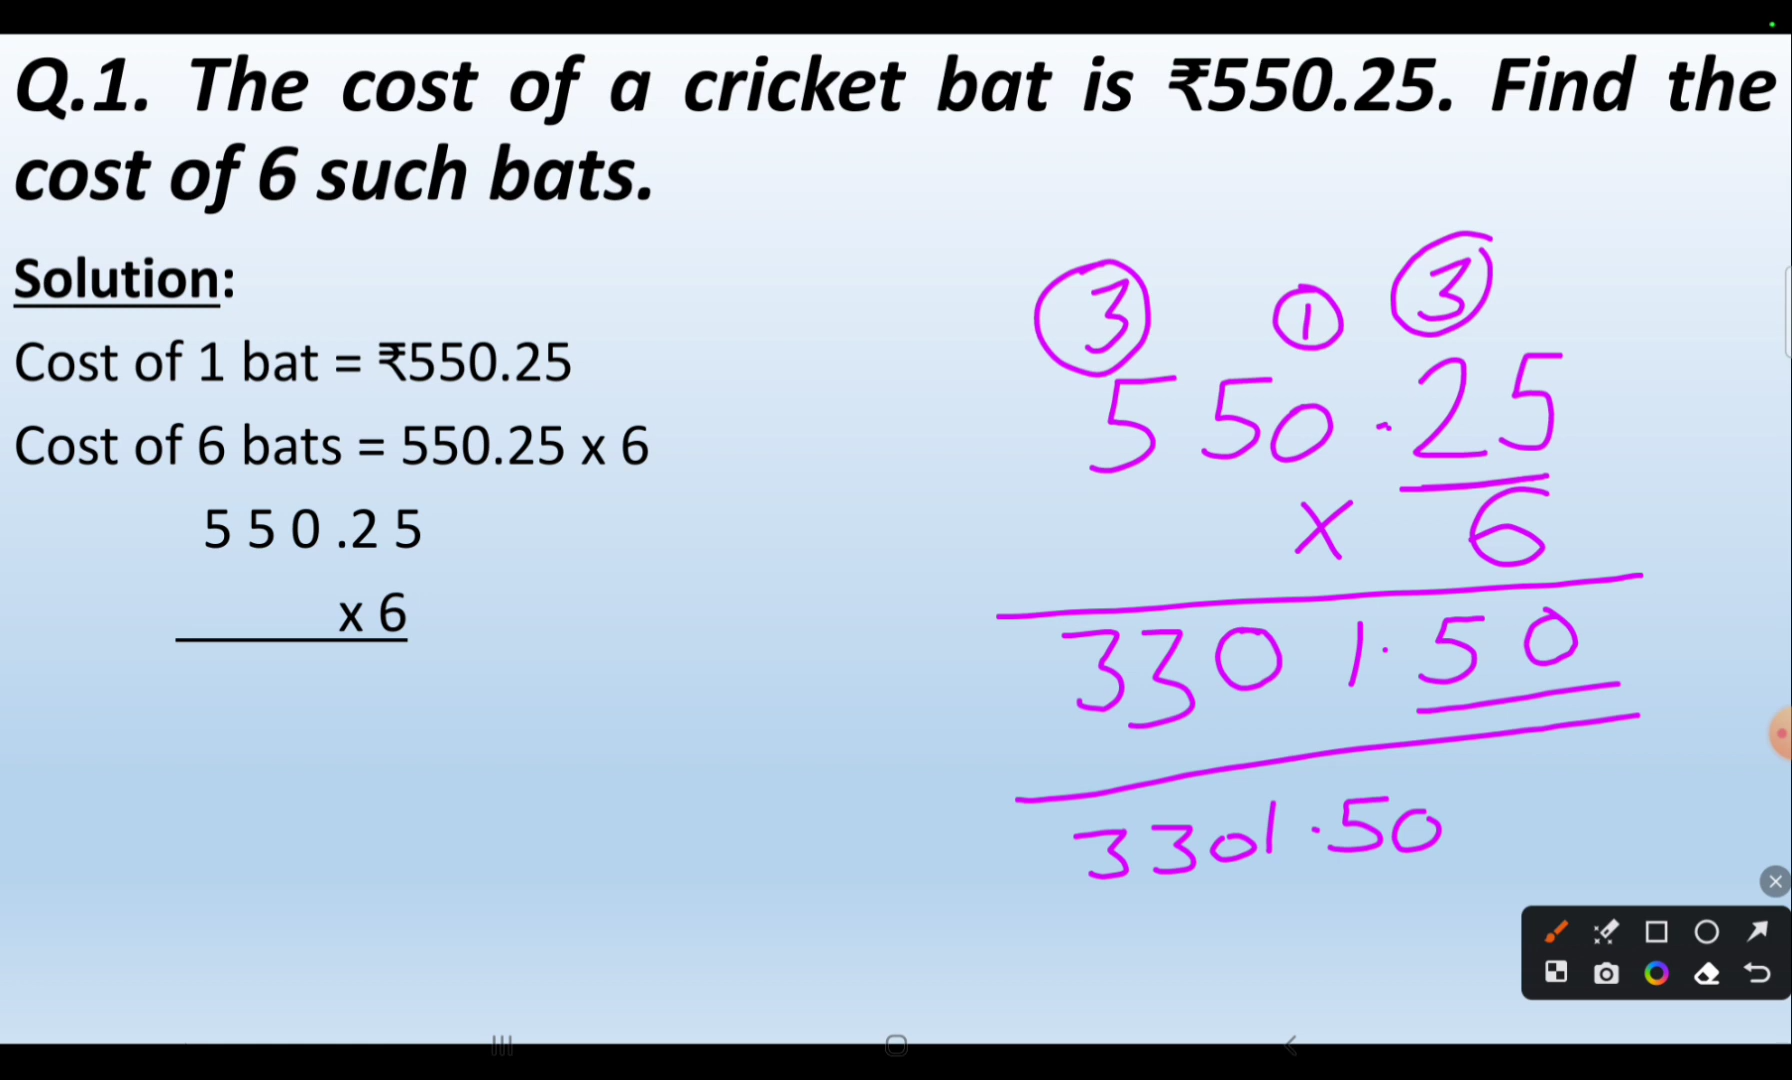 Q.1. The cost of a cricket bat is ₹550.25. Find the
cost of 6 such bats.
Solution:
Cost of 1 bat = ₹550.25
Cost of 6 bats = 550.25 x 6
5 5 0 .2 5
x 6
3 1 3
550.25
x 6
3301.50
3301.50